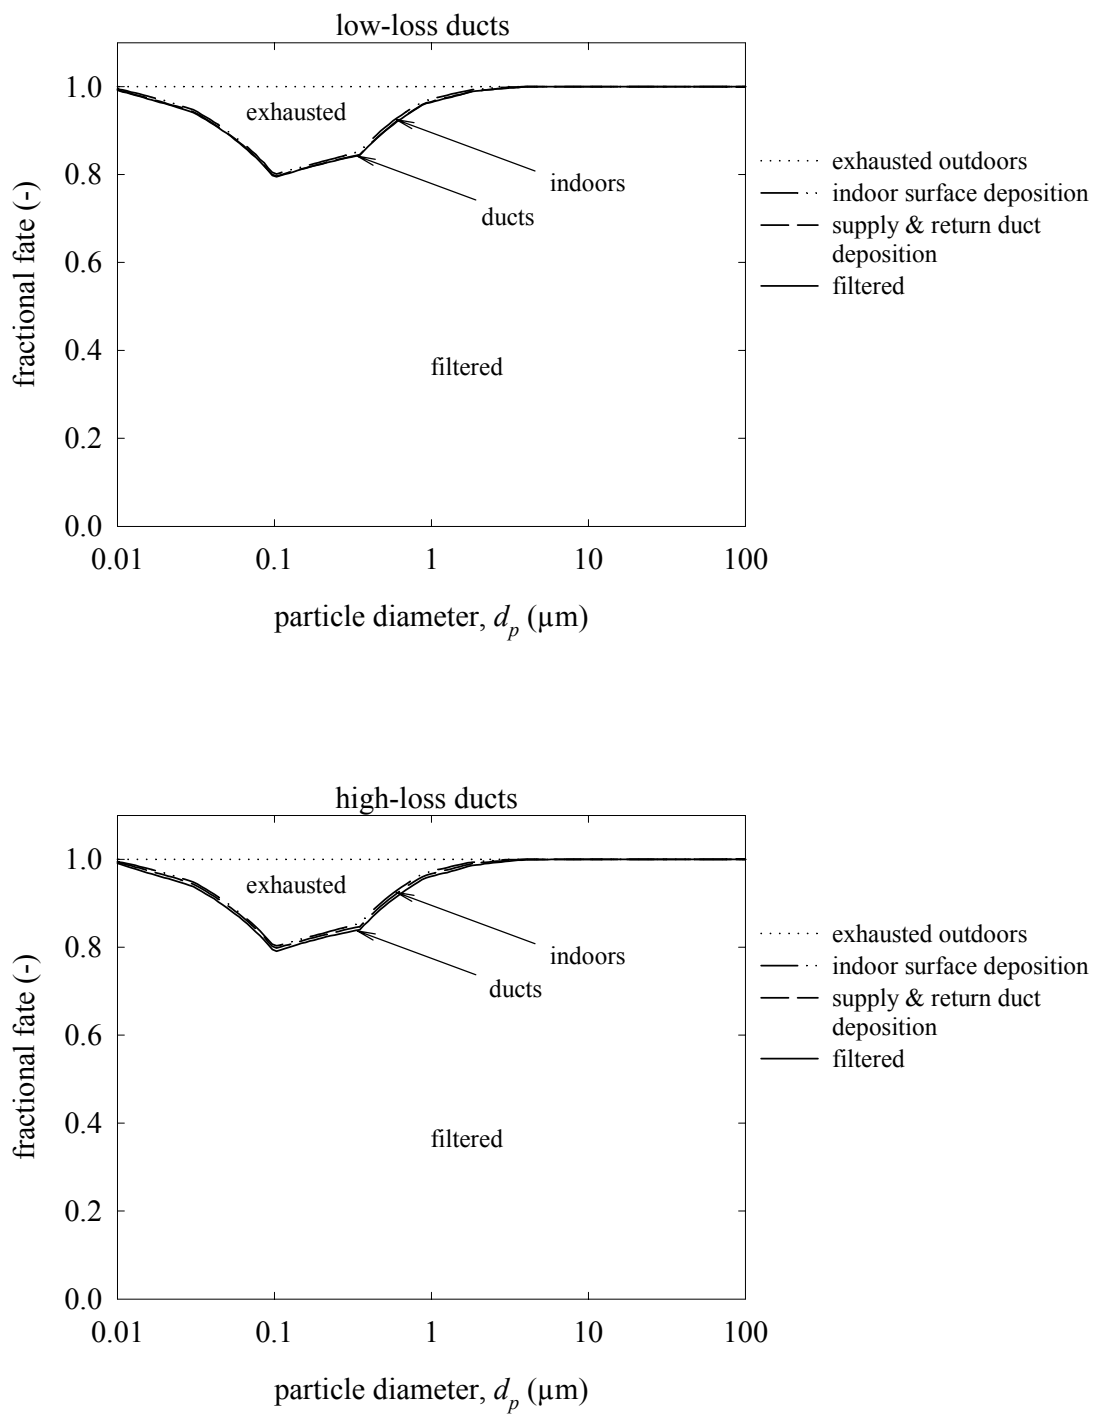 low-loss ducts
fractional fate (-)
1.0
0.8
0.6
0.4
0.2
0.0
exhausted
indoors
ducts
filtered
0.01 0.1 1 10 100
particle diameter, dp (µm)
exhausted outdoors
indoor surface deposition
supply & return duct
deposition
filtered
high-loss ducts
fractional fate (-)
1.0
0.8
0.6
0.4
0.2
0.0
exhausted
indoors
ducts
filtered
0.01 0.1 1 10 100
particle diameter, dp (µm)
exhausted outdoors
indoor surface deposition
supply & return duct
deposition
filtered